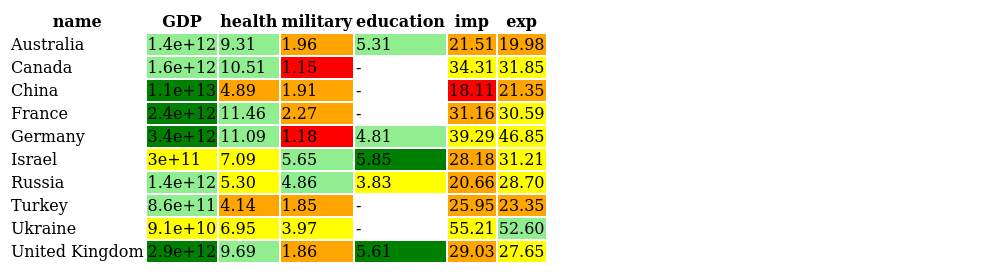 name GDP health military education imp exp
Australia 1.4e+12 9.31 1.96 5.31 21.51 19.98
Canada 1.6e+12 10.51 1.15 - 34.31 31.85
China 1.1e+13 4.89 1.91 - 18.11 21.35
France 2.4e+12 11.46 2.27 - 31.16 30.59
Germany 3.4e+12 11.09 1.18 4.81 39.29 46.85
Israel 3e+11 7.09 5.65 5.85 28.18 31.21
Russia 1.4e+12 5.30 4.86 3.83 20.66 28.70
Turkey 8.6e+11 4.14 1.85 - 25.95 23.35
Ukraine 9.1e+10 6.95 3.97 - 55.21 52.60
United Kingdom 2.9e+12 9.69 1.86 5.61 29.03 27.65